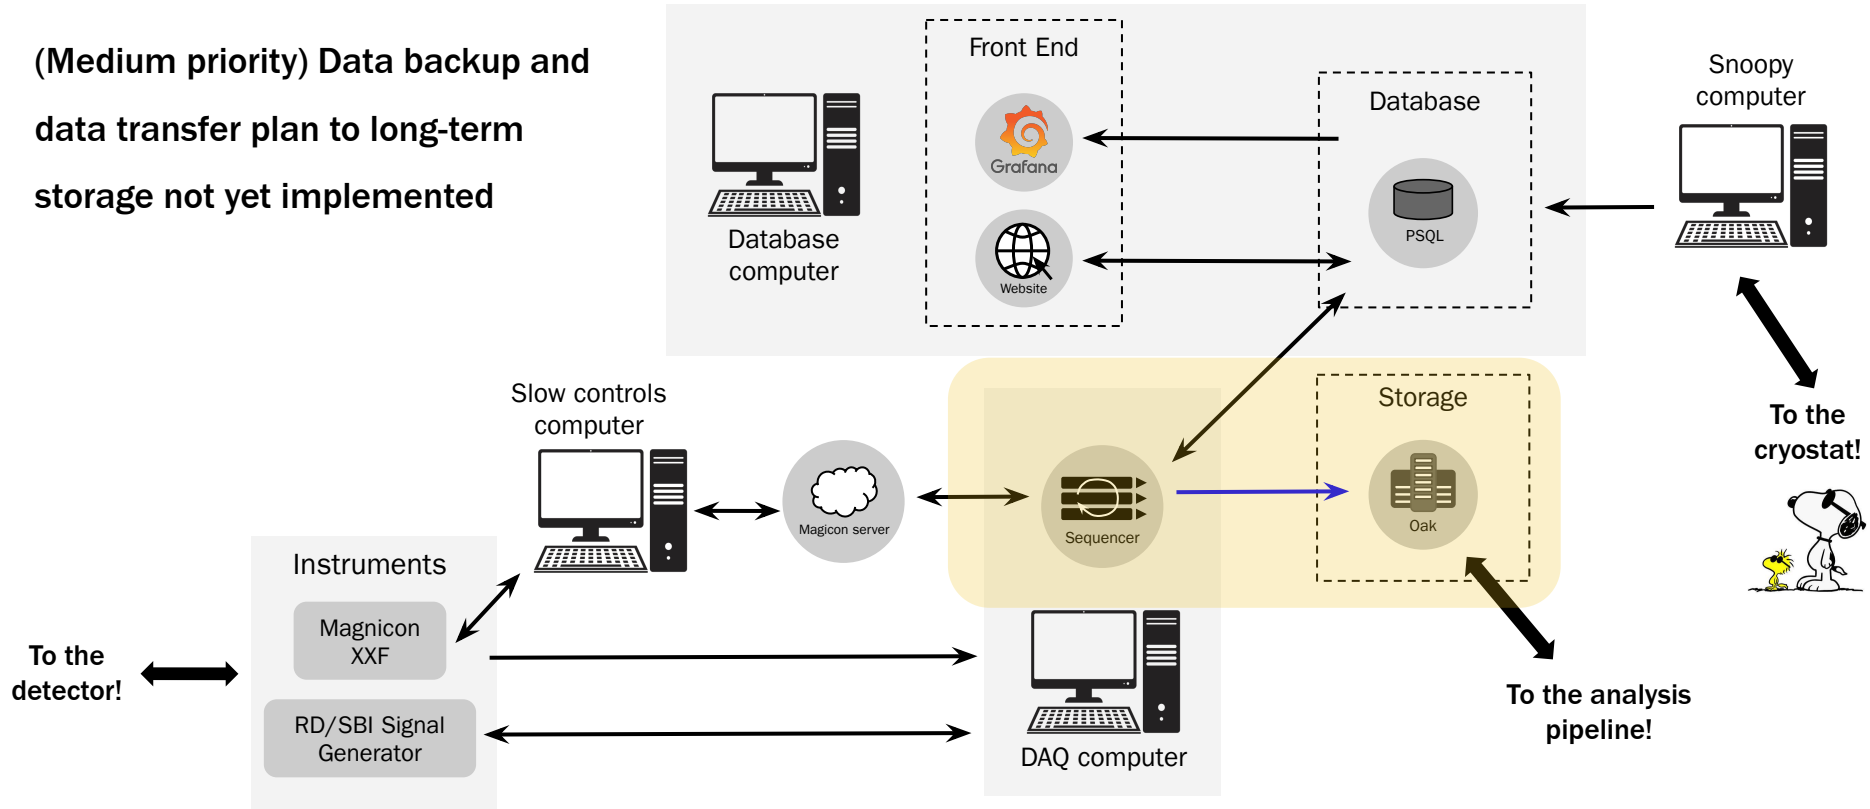 (Medium priority) Data backup and
data transfer plan to long-term
storage not yet implemented
Front End
Grafana
Website
Database
computer
Database
PSQL
Snoopy
computer
To the
cryostat!
Slow controls
computer
Magicon server
Sequencer
Storage
Oak
Instruments
Magnicon
XXF
RD/SBI Signal
Generator
To the
detector!
DAQ computer
To the analysis
pipeline!